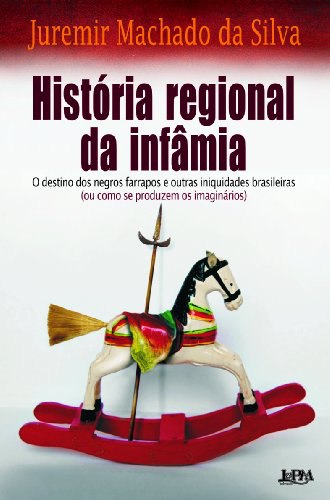 Juremir Machado da Silva
História regional
da infâmia
O destino dos negros farrapos e outras iniquidades brasileiras
(ou como se produzem os imaginários)
L&PM